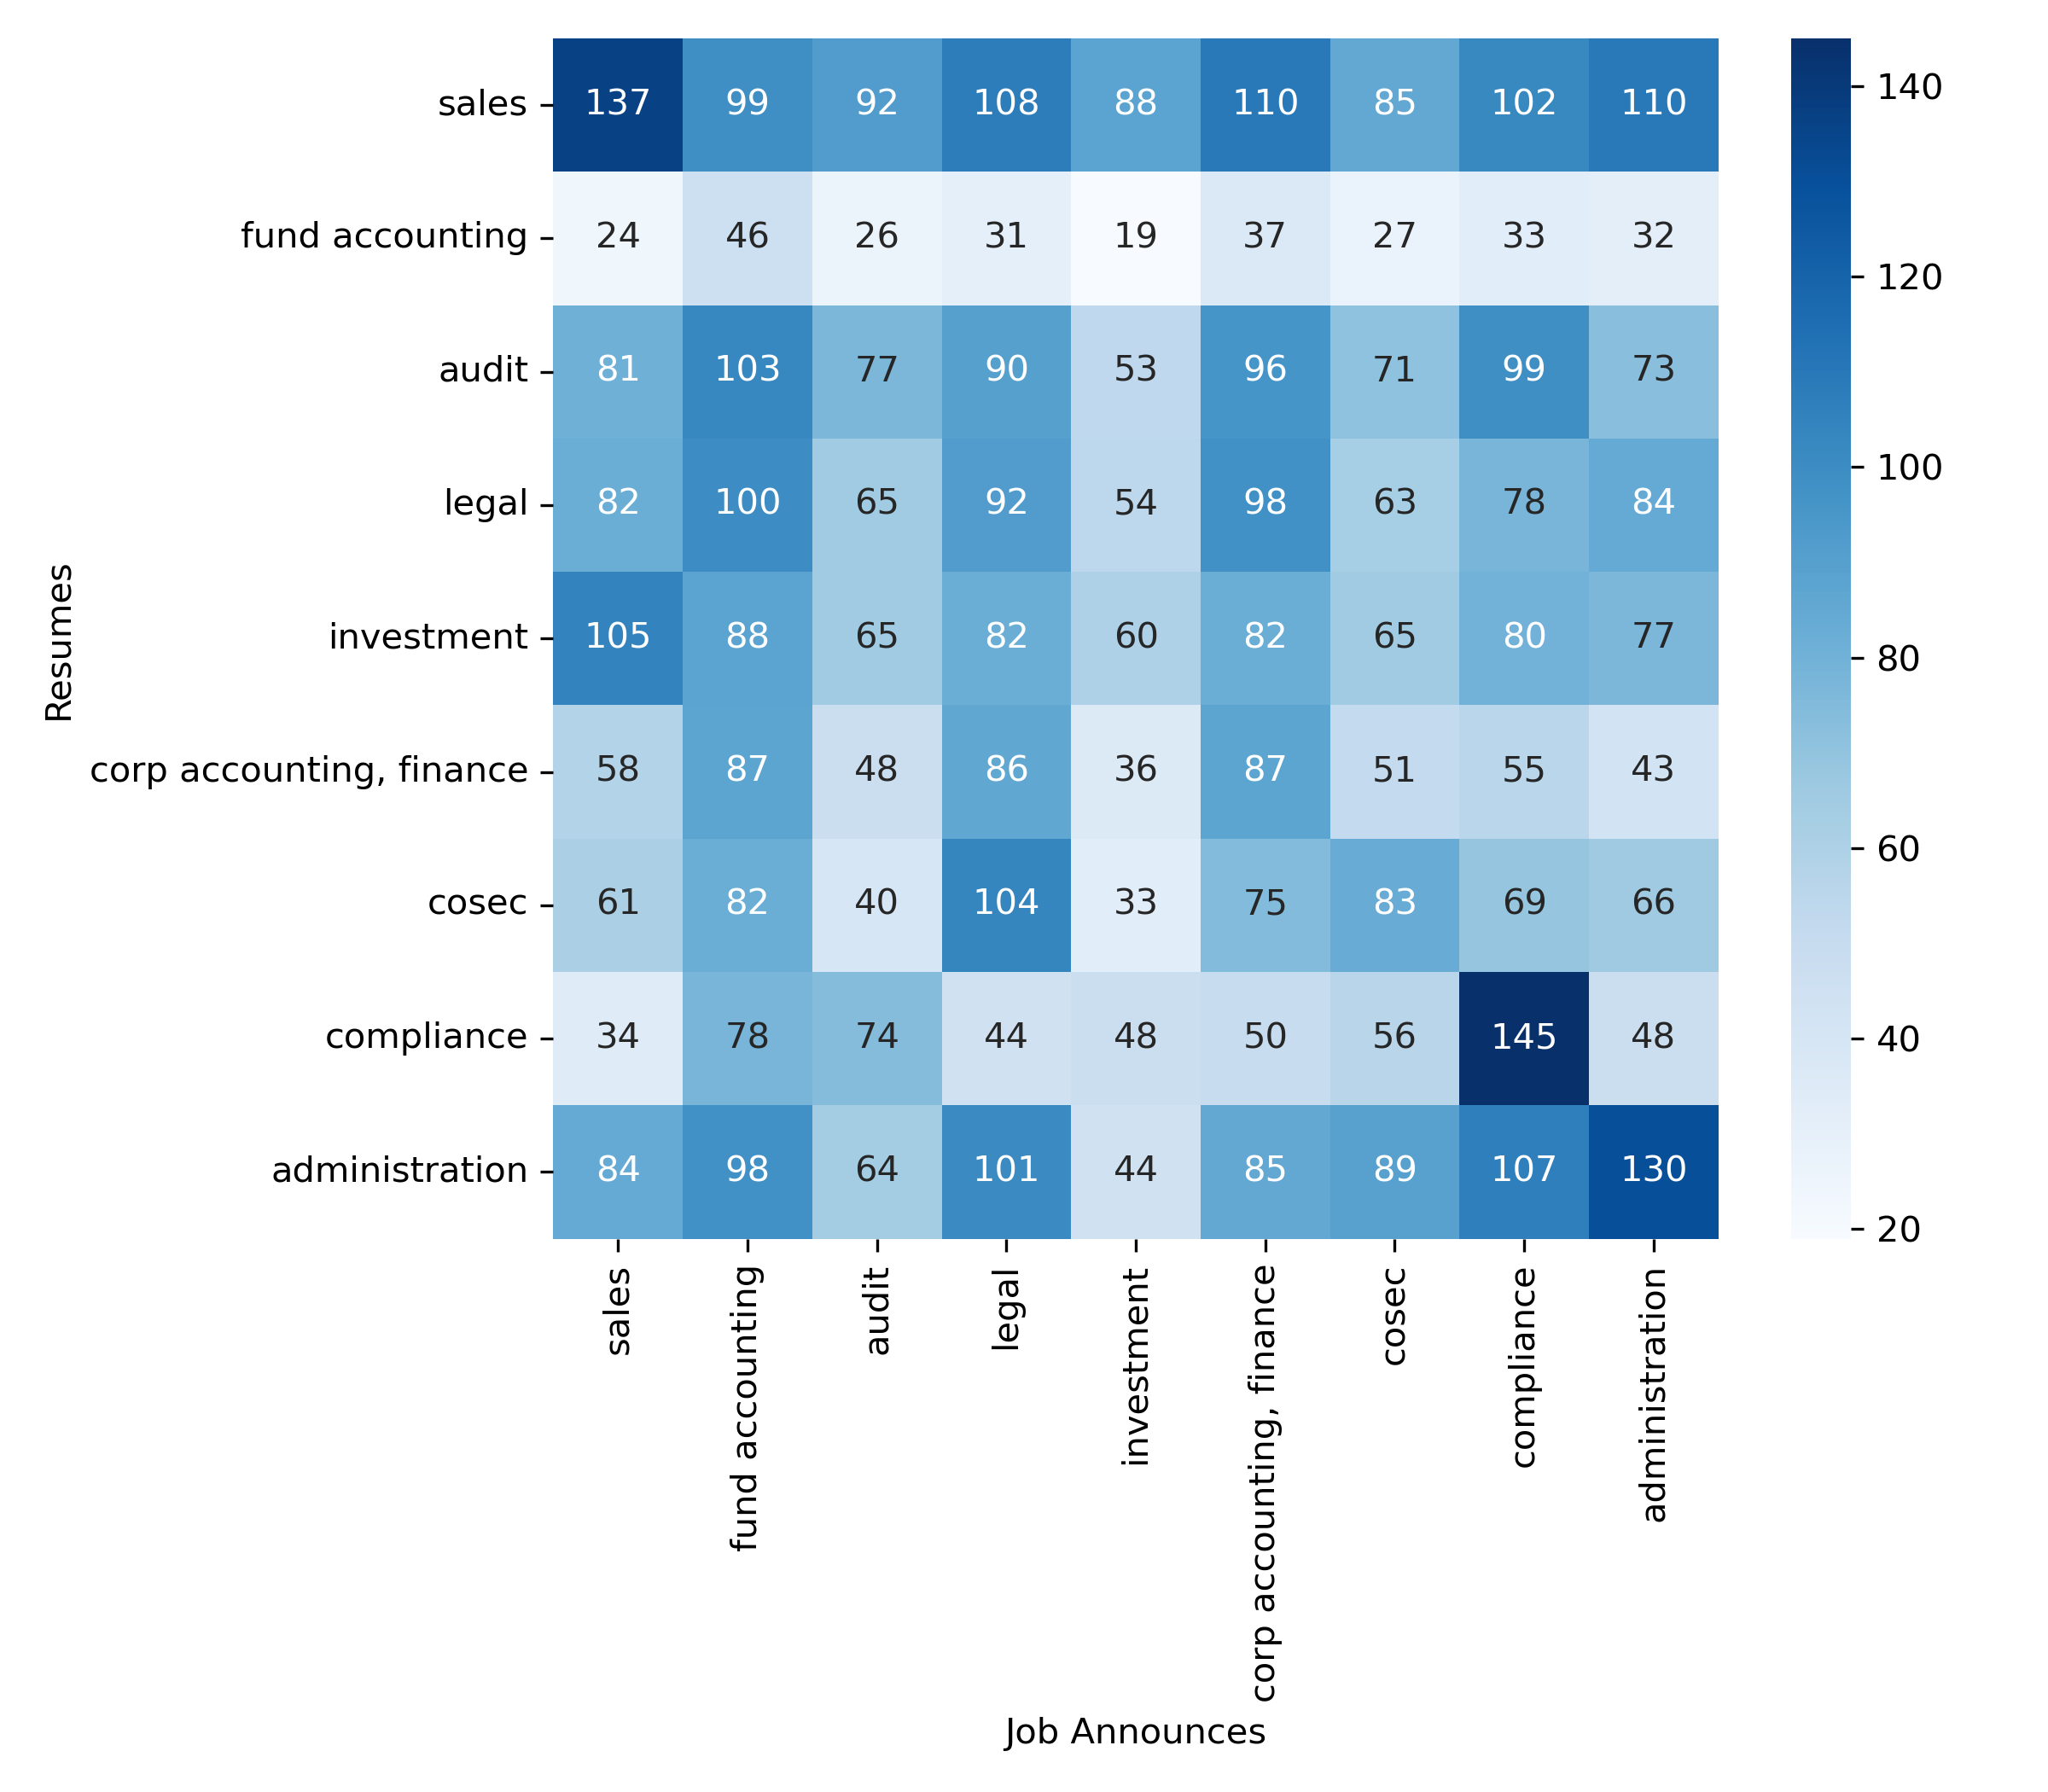 sales 137 99 92 108 88 110 85 102 110
fund accounting 24 46 26 31 19 37 27 33 32
audit 81 103 77 90 53 96 71 99 73
legal 82 100 65 92 54 98 63 78 84
investment 105 88 65 82 60 82 65 80 77
corp accounting, finance 58 87 48 86 36 87 51 55 43
cosec 61 82 40 104 33 75 83 69 66
compliance 34 78 74 44 48 50 56 145 48
administration 84 98 64 101 44 85 89 107 130
Resumes
sales
fund accounting
audit
legal
investment
corp accounting, finance
cosec
compliance
administration
Job Announces
140
120
100
80
60
40
20